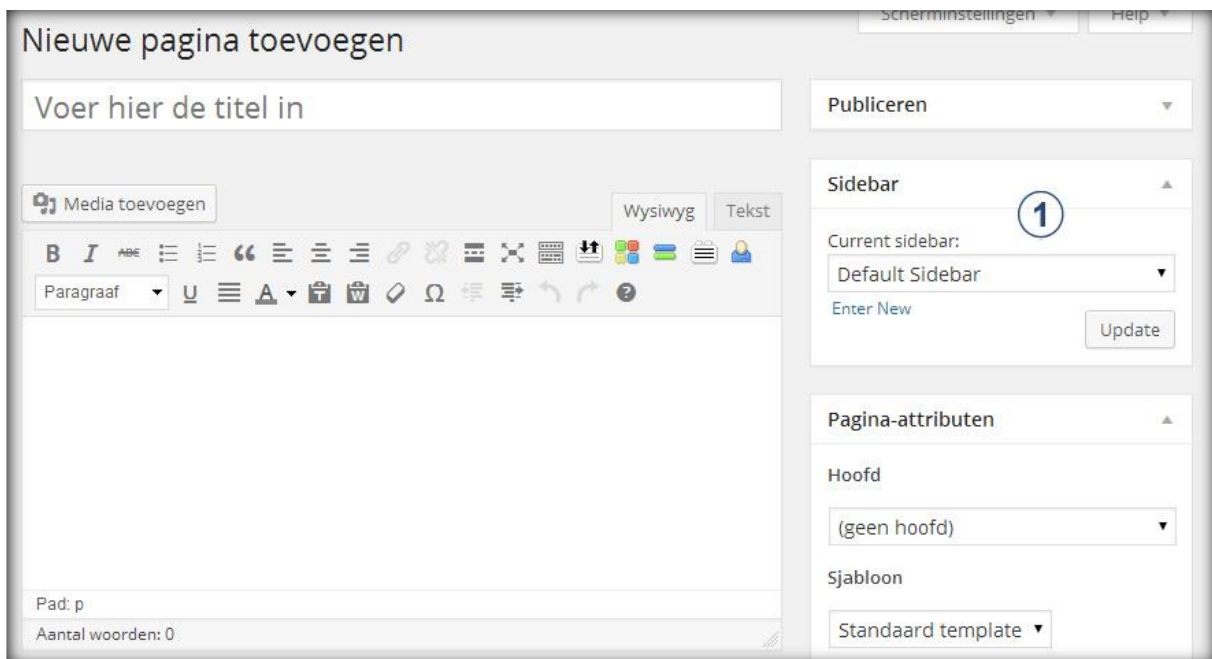 Scherminstellingen Help
Nieuwe pagina toevoegen
Voer hier de titel in
Media toevoegen
Wysiwyg Tekst
B I ABE
Paragraaf U A T W Ω ?
Pad: p
Aantal woorden: 0
Publiceren
Sidebar
1
Current sidebar:
Default Sidebar
Enter New
Update
Pagina-attributen
Hoofd
(geen hoofd)
Sjabloon
Standaard template